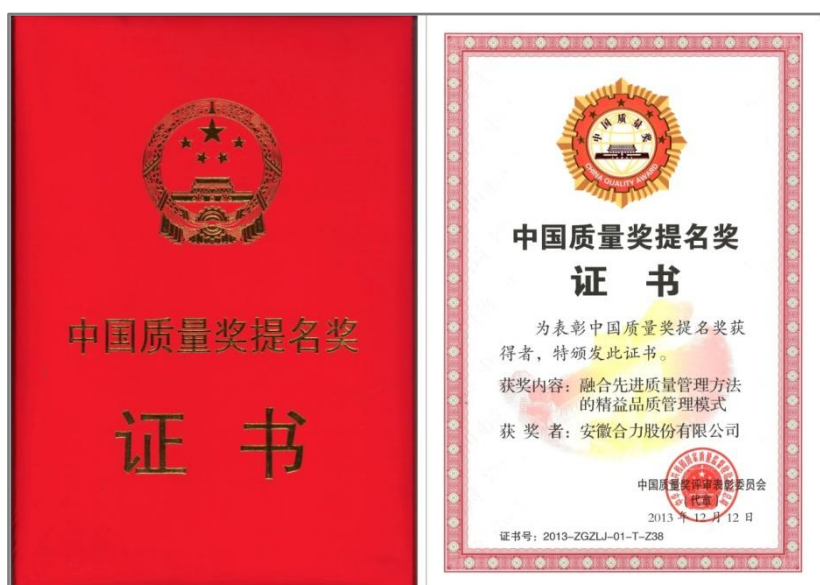 中国质量奖提名奖
证 书
中国质量奖
CHINA QUALITY AWARD
中国质量奖提名奖
证 书
为表彰中国质量奖提名奖获
得者，特颁发此证书。
获奖内容：融合先进质量管理方法
的精益品质管理模式
获 奖 者：安徽合力股份有限公司
中国质量奖评审表彰委员会
（代章）
2013 年 12 月 12 日
证书号：2013-ZGZLJ-01-T-Z38